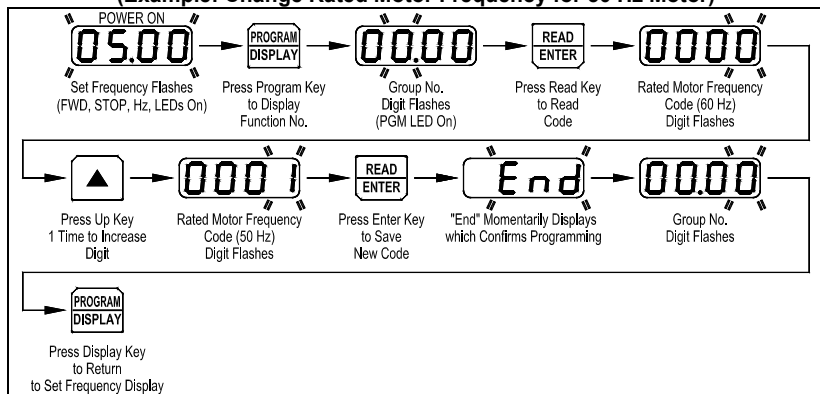 (Example: Change Rated Motor Frequency for 50 Hz Motor)
POWER ON
05.00
PROGRAM
DISPLAY
00.00
READ
ENTER
0000
Set Frequency Flashes
(FWD, STOP, Hz, LEDs On)
Press Program Key
to Display
Function No.
Group No.
Digit Flashes
(PGM LED On)
Press Read Key
to Read
Code
Rated Motor Frequency
Code (60 Hz)
Digit Flashes
0001
READ
ENTER
End
00.00
Press Up Key
1 Time to Increase
Digit
Rated Motor Frequency
Code (50 Hz)
Digit Flashes
Press Enter Key
to Save
New Code
"End" Momentarily Displays
which Confirms Programming
Group No.
Digit Flashes
PROGRAM
DISPLAY
Press Display Key
to Return
to Set Frequency Display